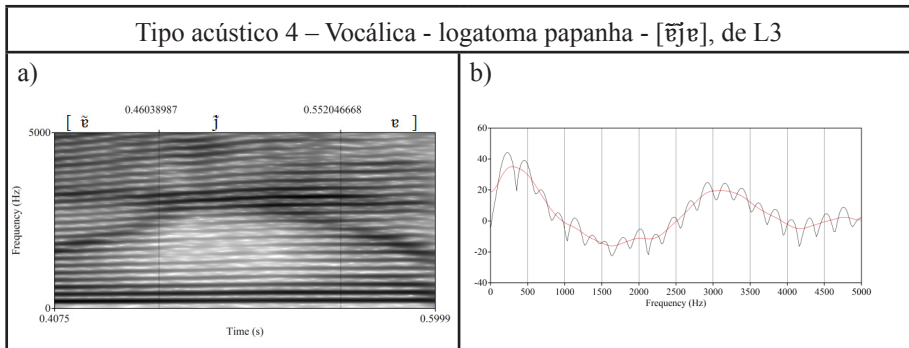 Tipo acústico 4 – Vocálica - logatoma papanha - [ɐ̃j̃ɐ], de L3
a)
b)
0.46038987 0.552046668
[ ɐ̃ j̃ ɐ ]
5000
Frequency (Hz)
0
0.4075 0.5999
Time (s)
60
40
20
0
-20
-40
Frequency (Hz)
0 500 1000 1500 2000 2500 3000 3500 4000 4500 5000
Frequency (Hz)